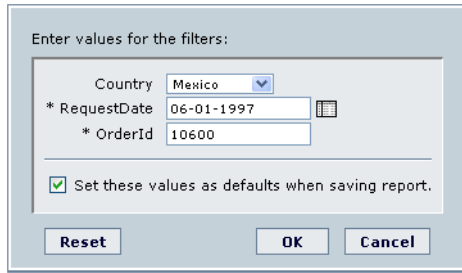 Enter values for the filters:
Country Mexico
* RequestDate 06-01-1997
* OrderId 10600
Set these values as defaults when saving report.
Reset OK Cancel